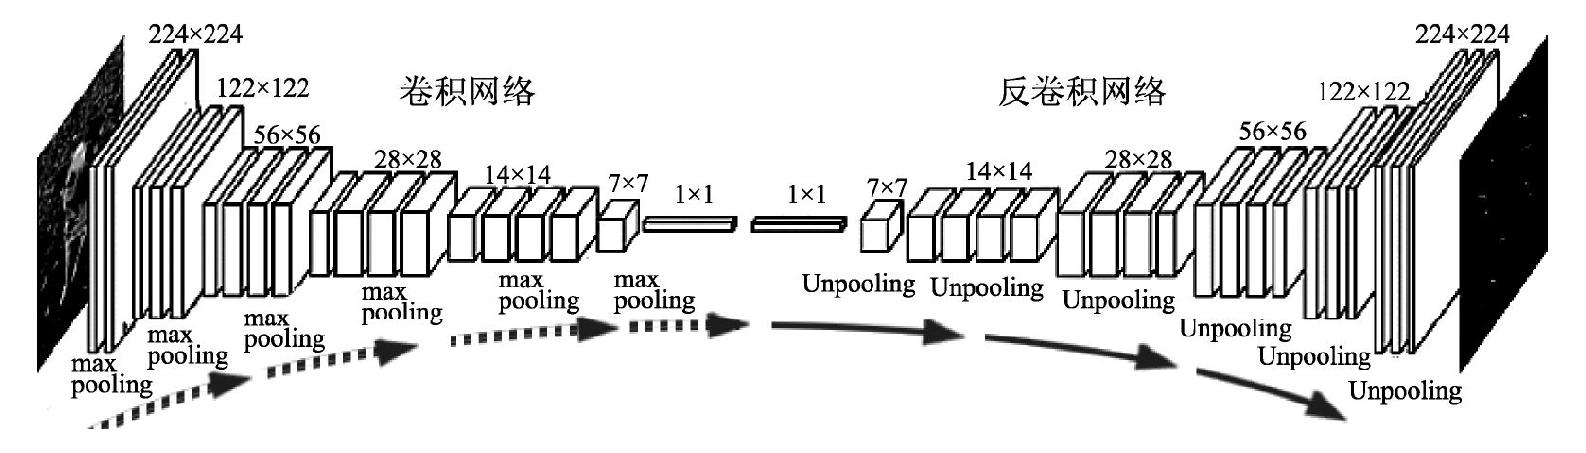 224×224
122×122
56×56
28×28
14×14
7×7
1×1
卷积网络
max
pooling
max
pooling
max
pooling
max
pooling
max
pooling
max
pooling
反卷积网络
1×1
7×7
14×14
28×28
56×56
122×122
224×224
Unpooling
Unpooling
Unpooling
Unpooling
Unpooling
Unpooling